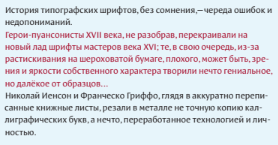 История типографских шрифтов, без сомнения,—череда ошибок и
недопониманий.
Герои-пуансонисты XVII века, не разобрав, перекраивали на
новый лад шрифты мастеров века XVI; те, в свою очередь, из-за
растискивания на шероховатой бумаге, плохого, может быть, зре-
ния и яркости собственного характера творили нечто гениальное,
но далёкое от образцов…
Николай Иенсон и Франческо Гриффо, глядя в аккуратно перепи-
санные книжные листы, резали в металле не точную копию кал-
лиграфических букв, а нечто, переработанное технологией и лич-
ностью.